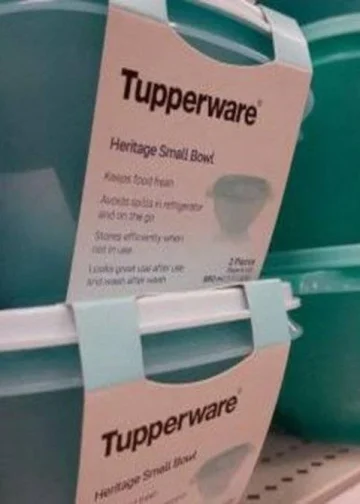 Tupperware®
Heritage Small Bowl
Keeps food fresh
Avoids spills in refrigerator
and on the go
Stores efficiently when
not in use
Looks great use after use
and wash after wash
2 Pieces
Tupperware®
Heritage Small Bowl